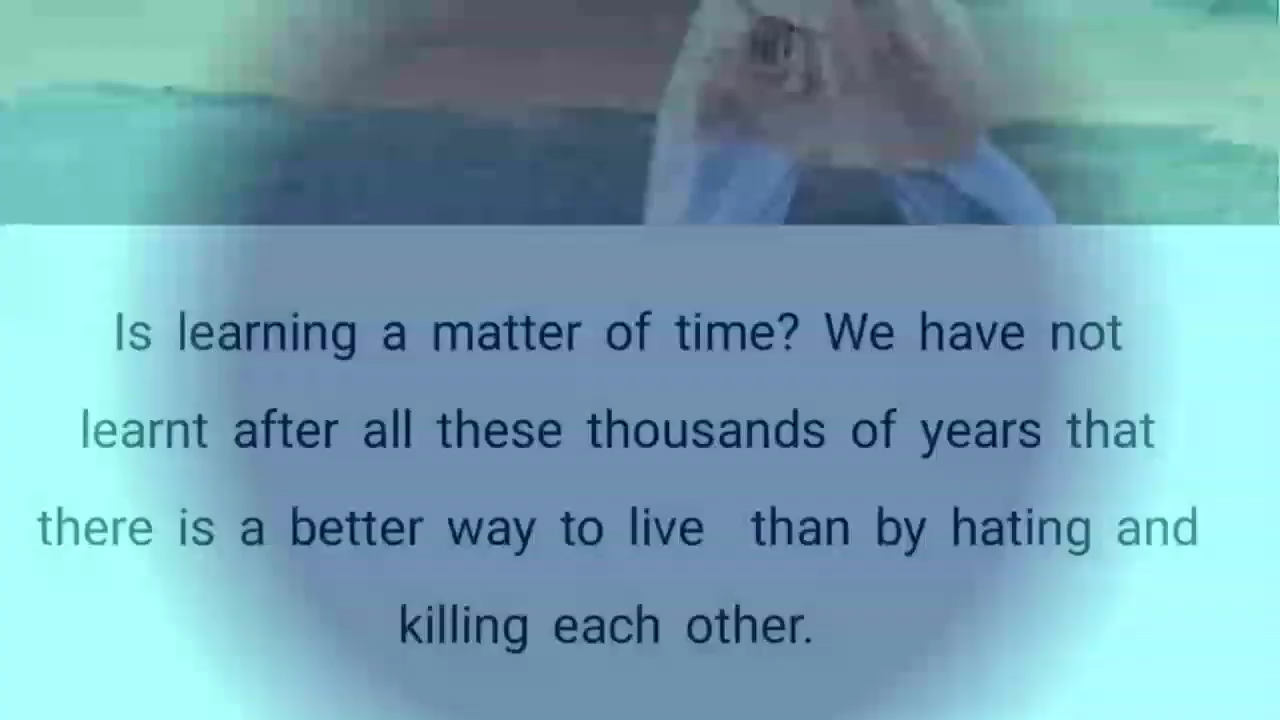 Is learning a matter of time? We have not
learnt after all these thousands of years that
there is a better way to live than by hating and
killing each other.